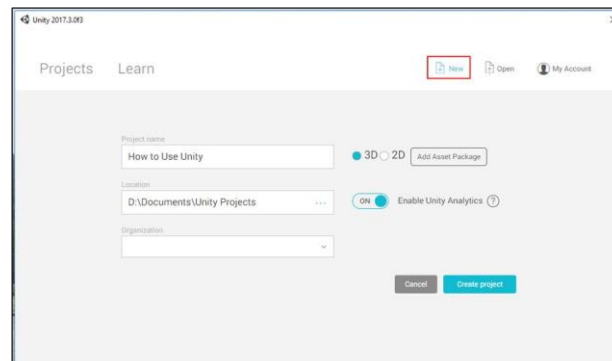 Unity 2017.3.0f3
Projects Learn New Open My Account
Project name
How to Use Unity 3D 2D Add Asset Package
Location
D:\Documents\Unity Projects ... ON Enable Unity Analytics ?
Organization
Cancel Create project